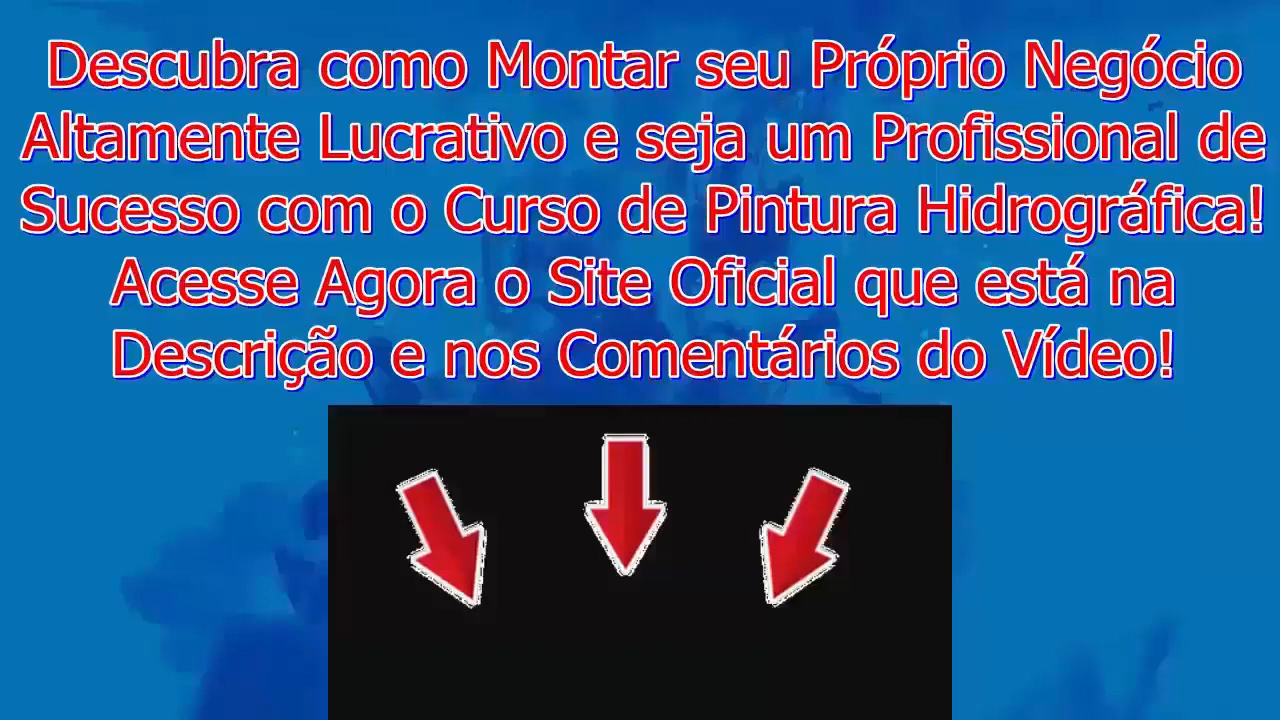 Descubra como Montar seu Próprio Negócio
Altamente Lucrativo e seja um Profissional de
Sucesso com o Curso de Pintura Hidrográfica!
Acesse Agora o Site Oficial que está na
Descrição e nos Comentários do Vídeo!